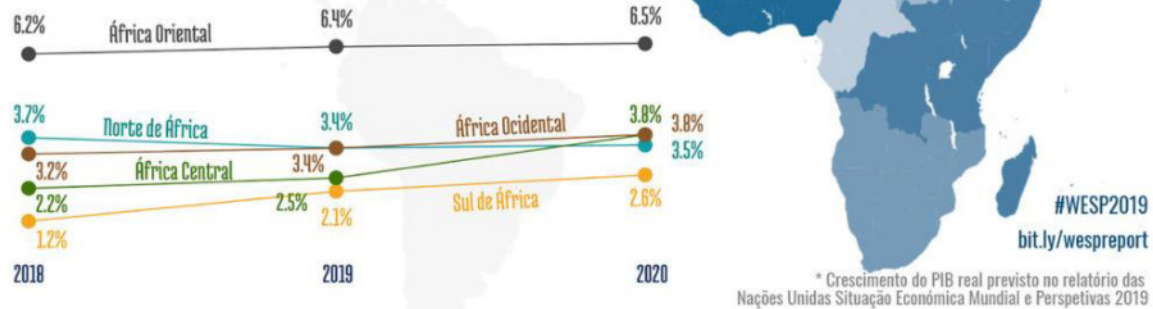 6.2%
África Oriental
6.4%
6.5%
3.7%
Norte de África
3.4%
África Ocidental
3.8%
3.8%
3.5%
3.2%
África Central
3.4%
2.2%
2.5%
2.1%
Sul de África
2.6%
1.2%
2018
2019
2020
#WESP2019
bit.ly/wespreport
* Crescimento do PIB real previsto no relatório das
Nações Unidas Situação Económica Mundial e Perspetivas 2019